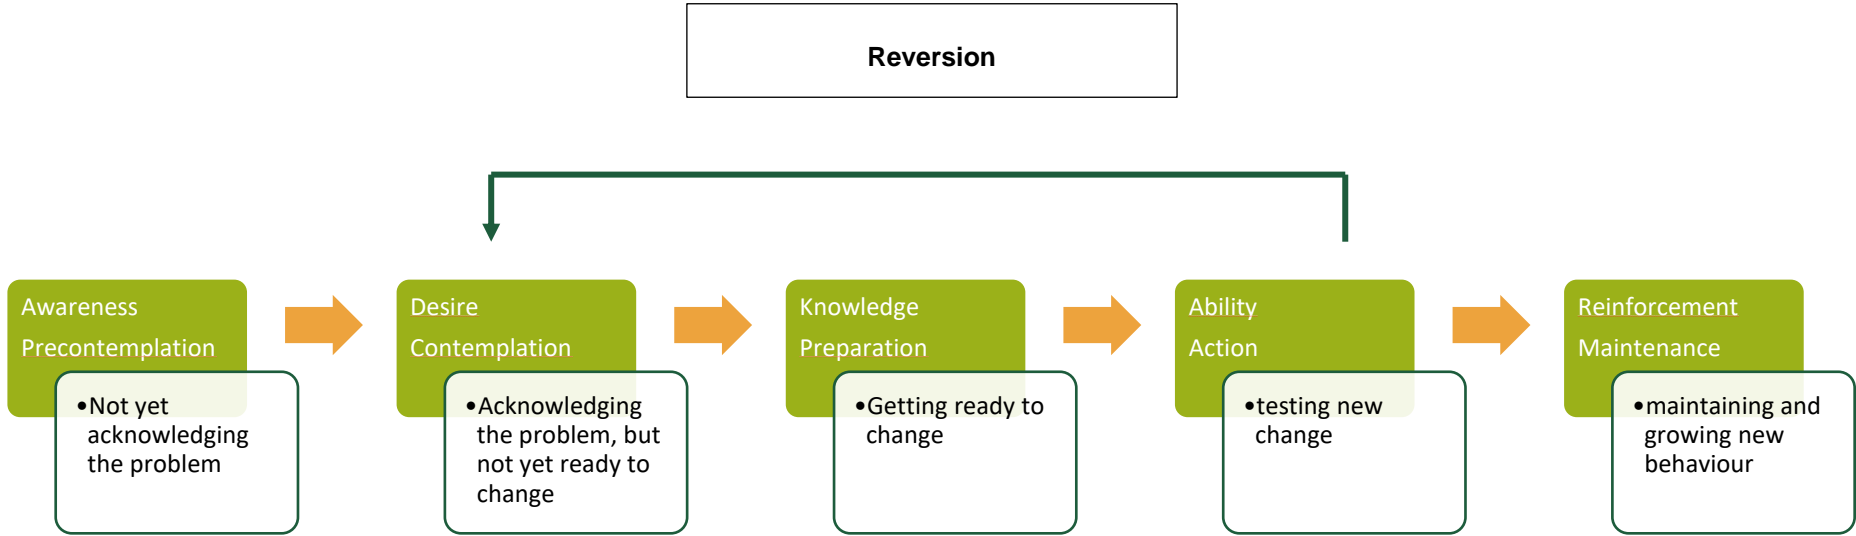 Reversion
Awareness
Precontemplation
•Not yet
acknowledging
the problem
Desire
Contemplation
•Acknowledging
the problem, but
not yet ready to
change
Knowledge
Preparation
•Getting ready to
change
Ability
Action
•testing new
change
Reinforcement
Maintenance
•maintaining and
growing new
behaviour